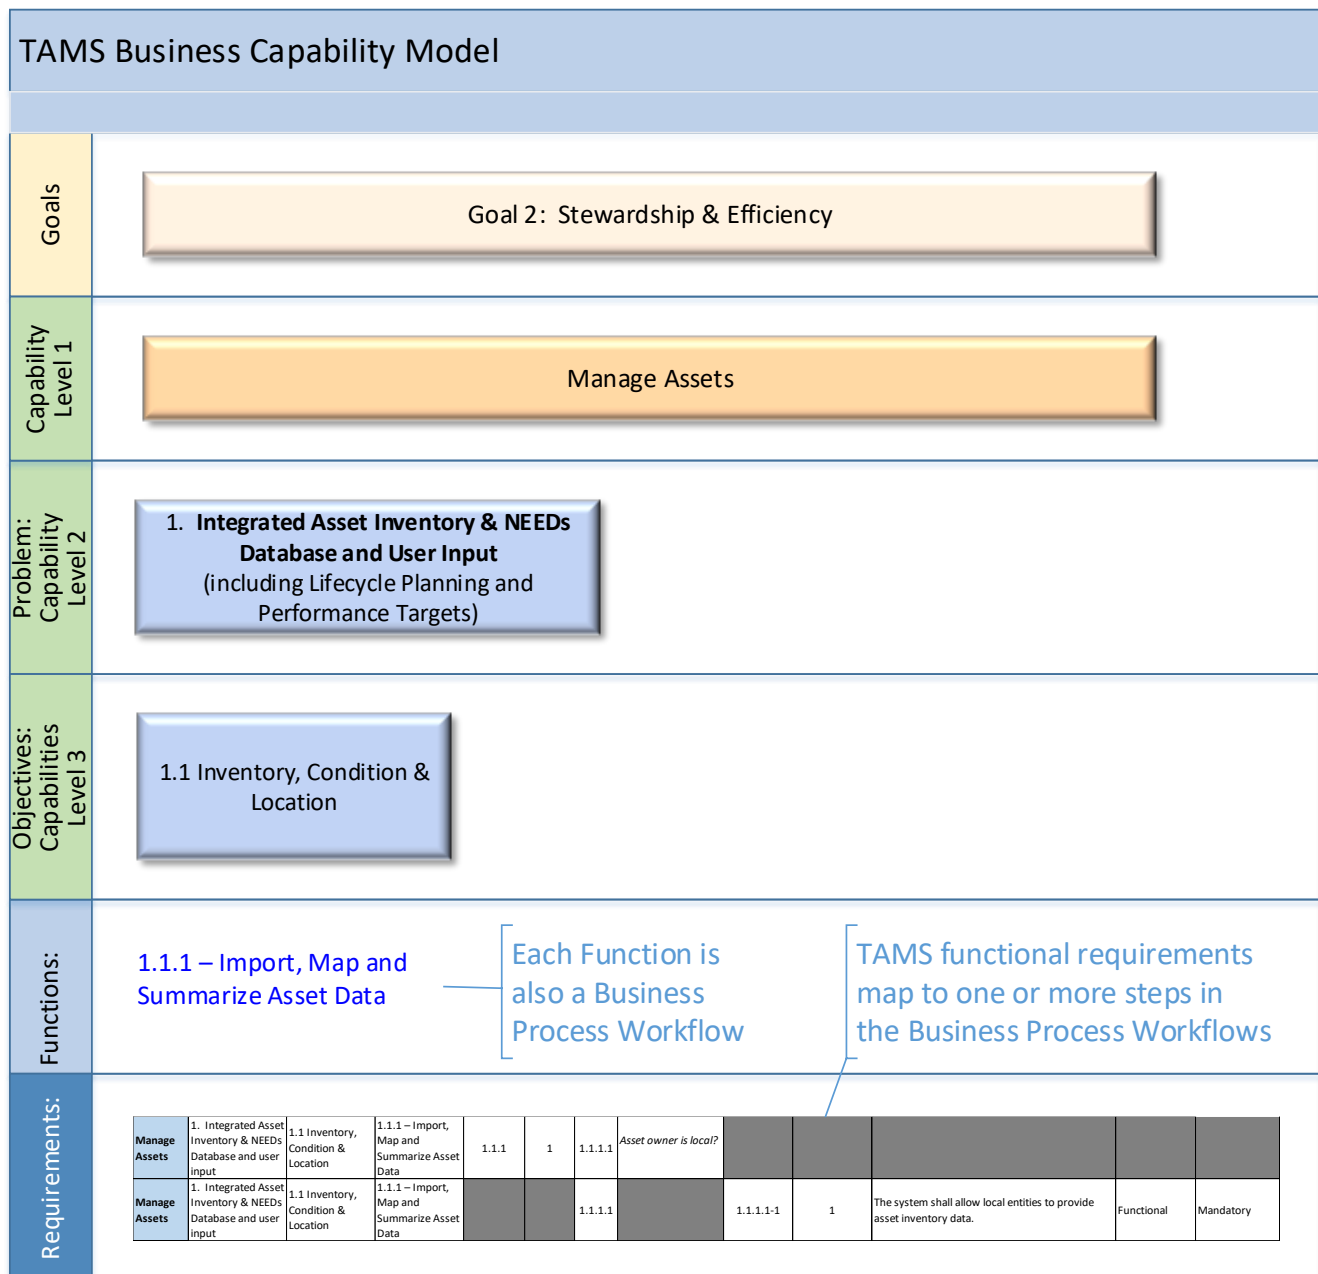 TAMS Business Capability Model
Goals
Goal 2:  Stewardship & Efficiency
Capability
Level 1
Manage Assets
Problem:
Capability
Level 2
1.  Integrated Asset Inventory & NEEDs
Database and User Input
(including Lifecycle Planning and
Performance Targets)
Objectives:
Capabilities
Level 3
1.1 Inventory, Condition &
Location
Functions:
1.1.1 – Import, Map and
Summarize Asset Data
Each Function is
also a Business
Process Workflow
TAMS functional requirements
map to one or more steps in
the Business Process Workflows
Requirements:
Manage
Assets
1.  Integrated Asset
Inventory & NEEDs
Database and user
input
1.1 Inventory,
Condition &
Location
1.1.1 – Import,
Map and
Summarize Asset
Data
1.1.1
1
1.1.1.1
Asset owner is local?
Manage
Assets
1.  Integrated Asset
Inventory & NEEDs
Database and user
input
1.1 Inventory,
Condition &
Location
1.1.1 – Import,
Map and
Summarize Asset
Data
1.1.1.1
1.1.1.1-1
1
The system shall allow local entities to provide
asset inventory data.
Functional
Mandatory